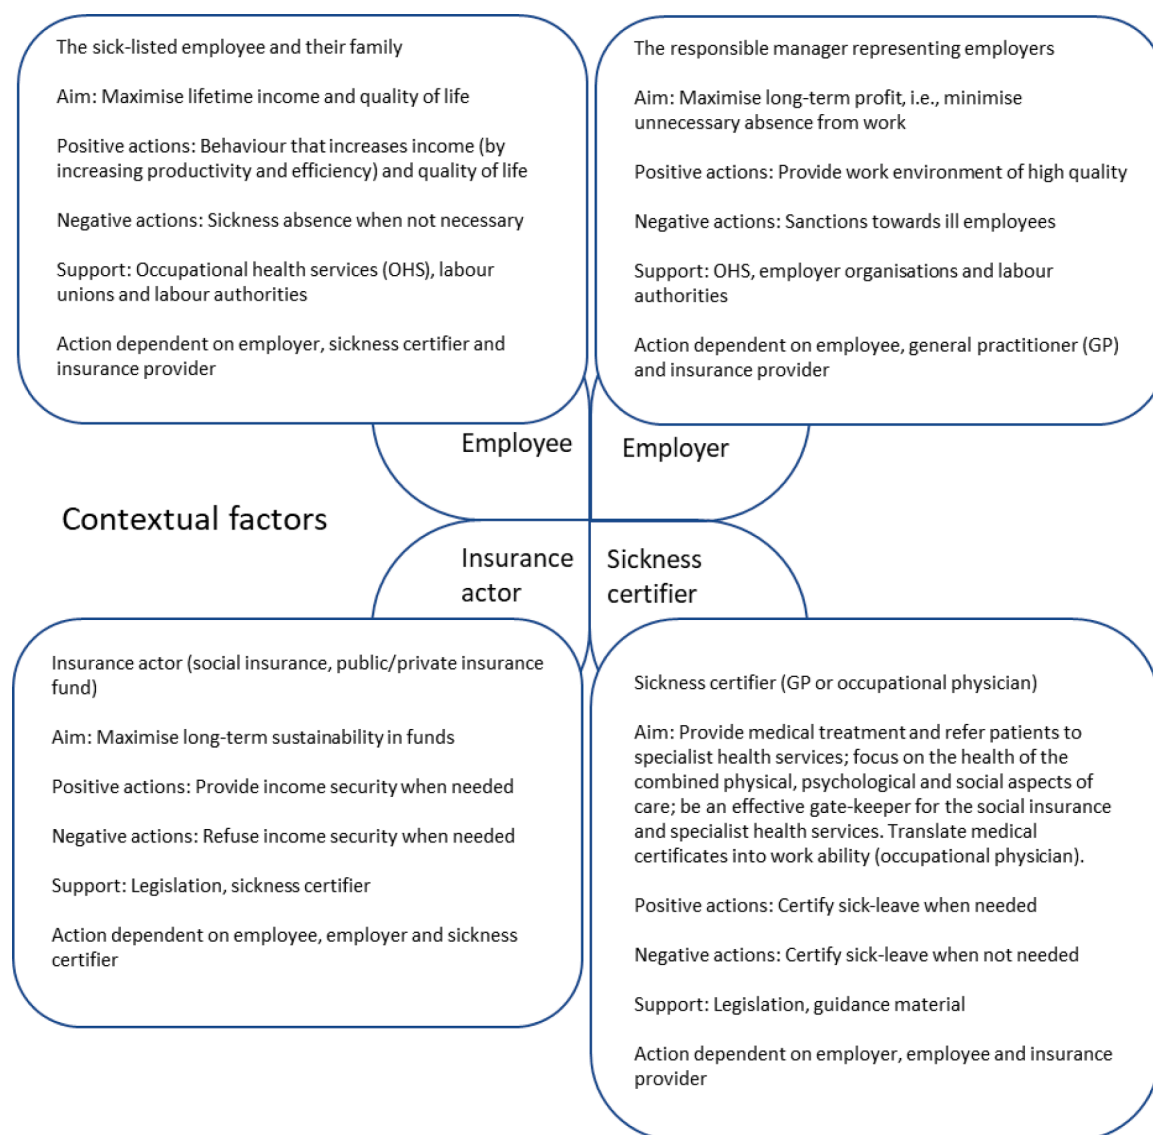 The sick-listed employee and their family
Aim: Maximise lifetime income and quality of life
Positive actions: Behaviour that increases income (by
increasing productivity and efficiency) and quality of life
Negative actions: Sickness absence when not necessary
Support: Occupational health services (OHS), labour
unions and labour authorities
Action dependent on employer, sickness certifier and
insurance provider
The responsible manager representing employers
Aim: Maximise long-term profit, i.e., minimise
unnecessary absence from work
Positive actions: Provide work environment of high quality
Negative actions: Sanctions towards ill employees
Support: OHS, employer organisations and labour
authorities
Action dependent on employee, general practitioner (GP)
and insurance provider
Employee
Employer
Contextual factors
Insurance
actor
Sickness
certifier
Insurance actor (social insurance, public/private insurance
fund)
Aim: Maximise long-term sustainability in funds
Positive actions: Provide income security when needed
Negative actions: Refuse income security when needed
Support: Legislation, sickness certifier
Action dependent on employee, employer and sickness
certifier
Sickness certifier (GP or occupational physician)
Aim: Provide medical treatment and refer patients to
specialist health services; focus on the health of the
combined physical, psychological and social aspects of
care; be an effective gate-keeper for the social insurance
and specialist health services. Translate medical
certificates into work ability (occupational physician).
Positive actions: Certify sick-leave when needed
Negative actions: Certify sick-leave when not needed
Support: Legislation, guidance material
Action dependent on employer, employee and insurance
provider